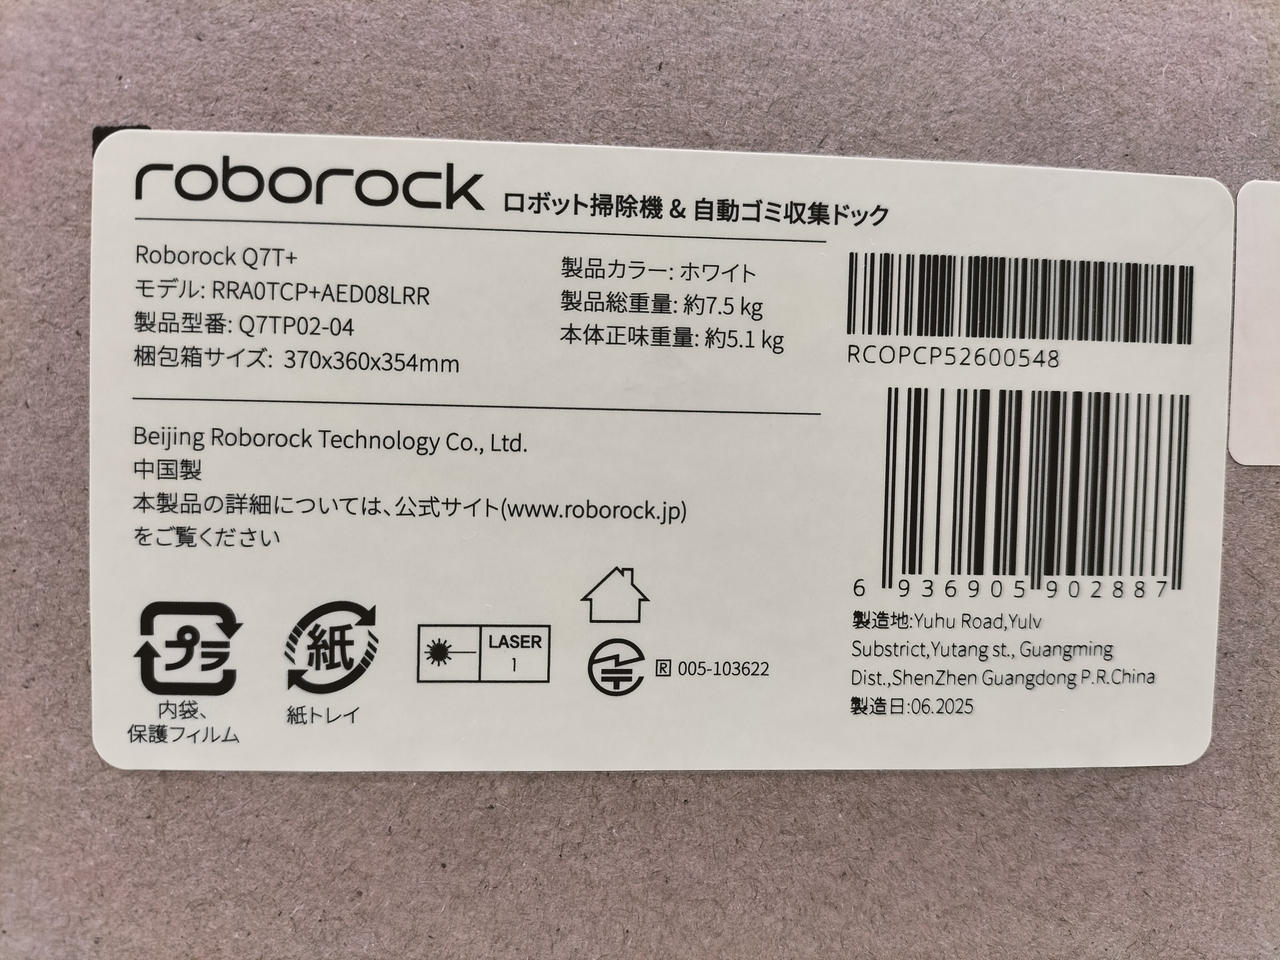 roborock ロボット掃除機 & 自動ゴミ収集ドック
Roborock Q7T+
モデル: RRA0TCP+AED08LRR
製品型番: Q7TP02-04
梱包箱サイズ: 370x360x354mm
製品カラー: ホワイト
製品総重量: 約7.5 kg
本体正味重量: 約5.1 kg
RCOPCP52600548
Beijing Roborock Technology Co., Ltd.
中国製
本製品の詳細については、公式サイト(www.roborock.jp)
をご覧ください
6 936905 902887
製造地:Yuhu Road,Yulv
Substrict,Yutang st., Guangming
Dist.,ShenZhen Guangdong P.R.China
製造日:06.2025
プラ
内袋、
保護フィルム
紙
紙トレイ
LASER
1
R 005-103622